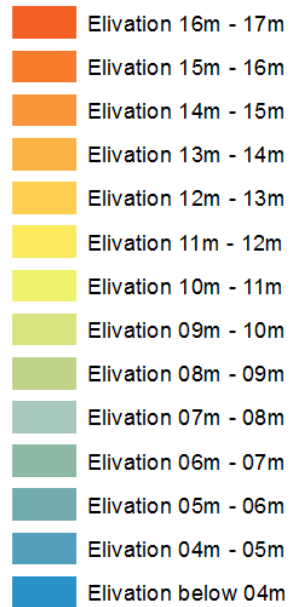 Elivation 16m - 17m
Elivation 15m - 16m
Elivation 14m - 15m
Elivation 13m - 14m
Elivation 12m - 13m
Elivation 11m - 12m
Elivation 10m - 11m
Elivation 09m - 10m
Elivation 08m - 09m
Elivation 07m - 08m
Elivation 06m - 07m
Elivation 05m - 06m
Elivation 04m - 05m
Elivation below 04m